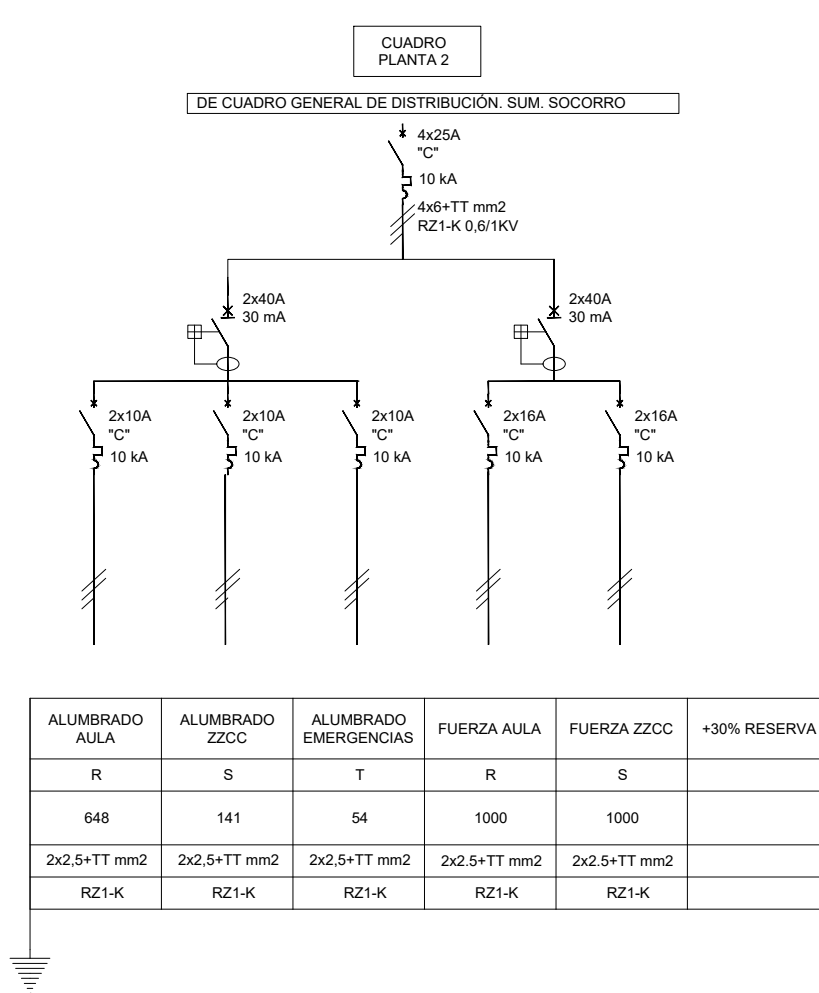 CUADRO
PLANTA 2
DE CUADRO GENERAL DE DISTRIBUCIÓN. SUM. SOCORRO
4x25A
"C"
10 kA
4x6+TT mm2
RZ1-K 0,6/1KV
2x40A
30 mA
2x40A
30 mA
2x10A
"C"
10 kA
2x10A
"C"
10 kA
2x10A
"C"
10 kA
2x16A
"C"
10 kA
2x16A
"C"
10 kA
ALUMBRADO
AULA
ALUMBRADO
ZZCC
ALUMBRADO
EMERGENCIAS
FUERZA AULA
FUERZA ZZCC
+30% RESERVA
R S T R S
648 141 54 1000 1000
2x2,5+TT mm2 2x2,5+TT mm2 2x2,5+TT mm2 2x2.5+TT mm2 2x2.5+TT mm2
RZ1-K RZ1-K RZ1-K RZ1-K RZ1-K